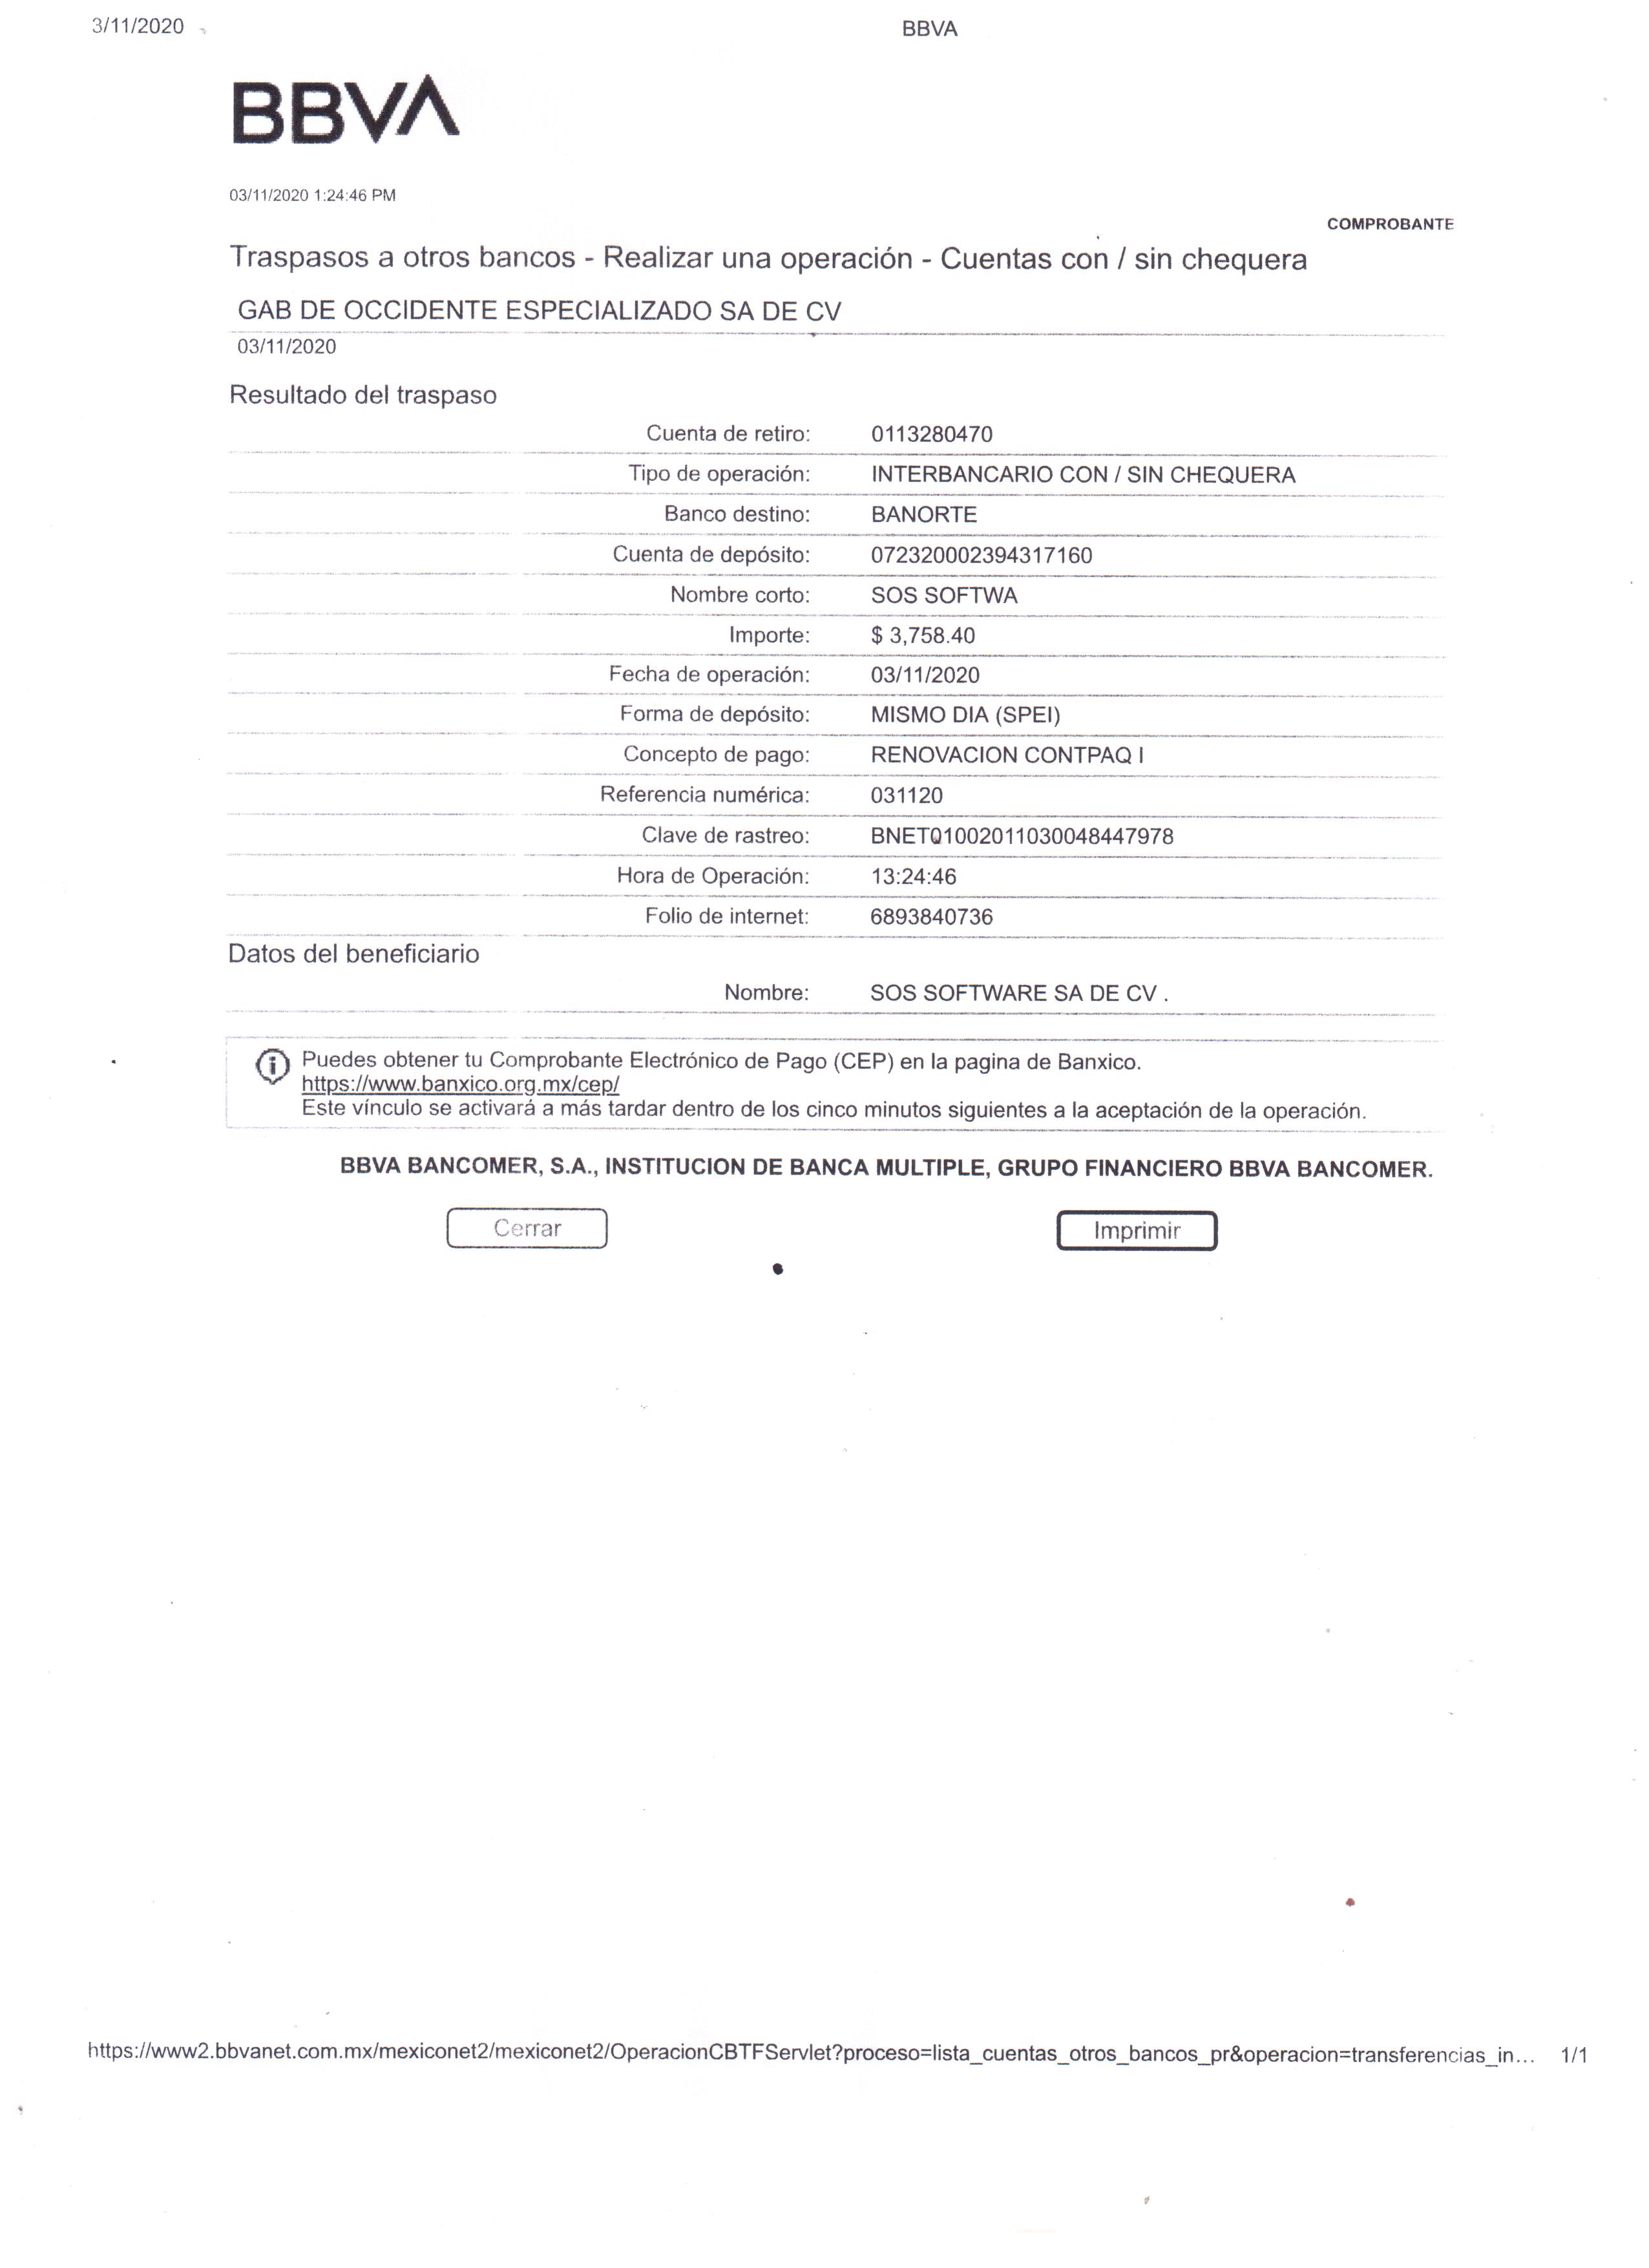 3/11/2020 BBVA
BBVA
03/11/2020 1:24:46 PM
COMPROBANTE
Traspasos a otros bancos - Realizar una operación - Cuentas con / sin chequera
GAB DE OCCIDENTE ESPECIALIZADO SA DE CV
03/11/2020
Resultado del traspaso
Cuenta de retiro: 0113280470
Tipo de operación: INTERBANCARIO CON / SIN CHEQUERA
Banco destino: BANORTE
Cuenta de depósito: 072320002394317160
Nombre corto: SOS SOFTWA
Importe: $ 3,758.40
Fecha de operación: 03/11/2020
Forma de depósito: MISMO DIA (SPEI)
Concepto de pago: RENOVACION CONTPAQ I
Referencia numérica: 031120
Clave de rastreo: BNET01002011030048447978
Hora de Operación: 13:24:46
Folio de internet: 6893840736
Datos del beneficiario
Nombre: SOS SOFTWARE SA DE CV .
Puedes obtener tu Comprobante Electrónico de Pago (CEP) en la pagina de Banxico.
https://www.banxico.org.mx/cep/
Este vínculo se activará a más tardar dentro de los cinco minutos siguientes a la aceptación de la operación.
BBVA BANCOMER, S.A., INSTITUCION DE BANCA MULTIPLE, GRUPO FINANCIERO BBVA BANCOMER.
Cerrar Imprimir
https://www2.bbvanet.com.mx/mexiconet2/mexiconet2/OperacionCBTFServlet?proceso=lista_cuentas_otros_bancos_pr&operacion=transferencias_in... 1/1